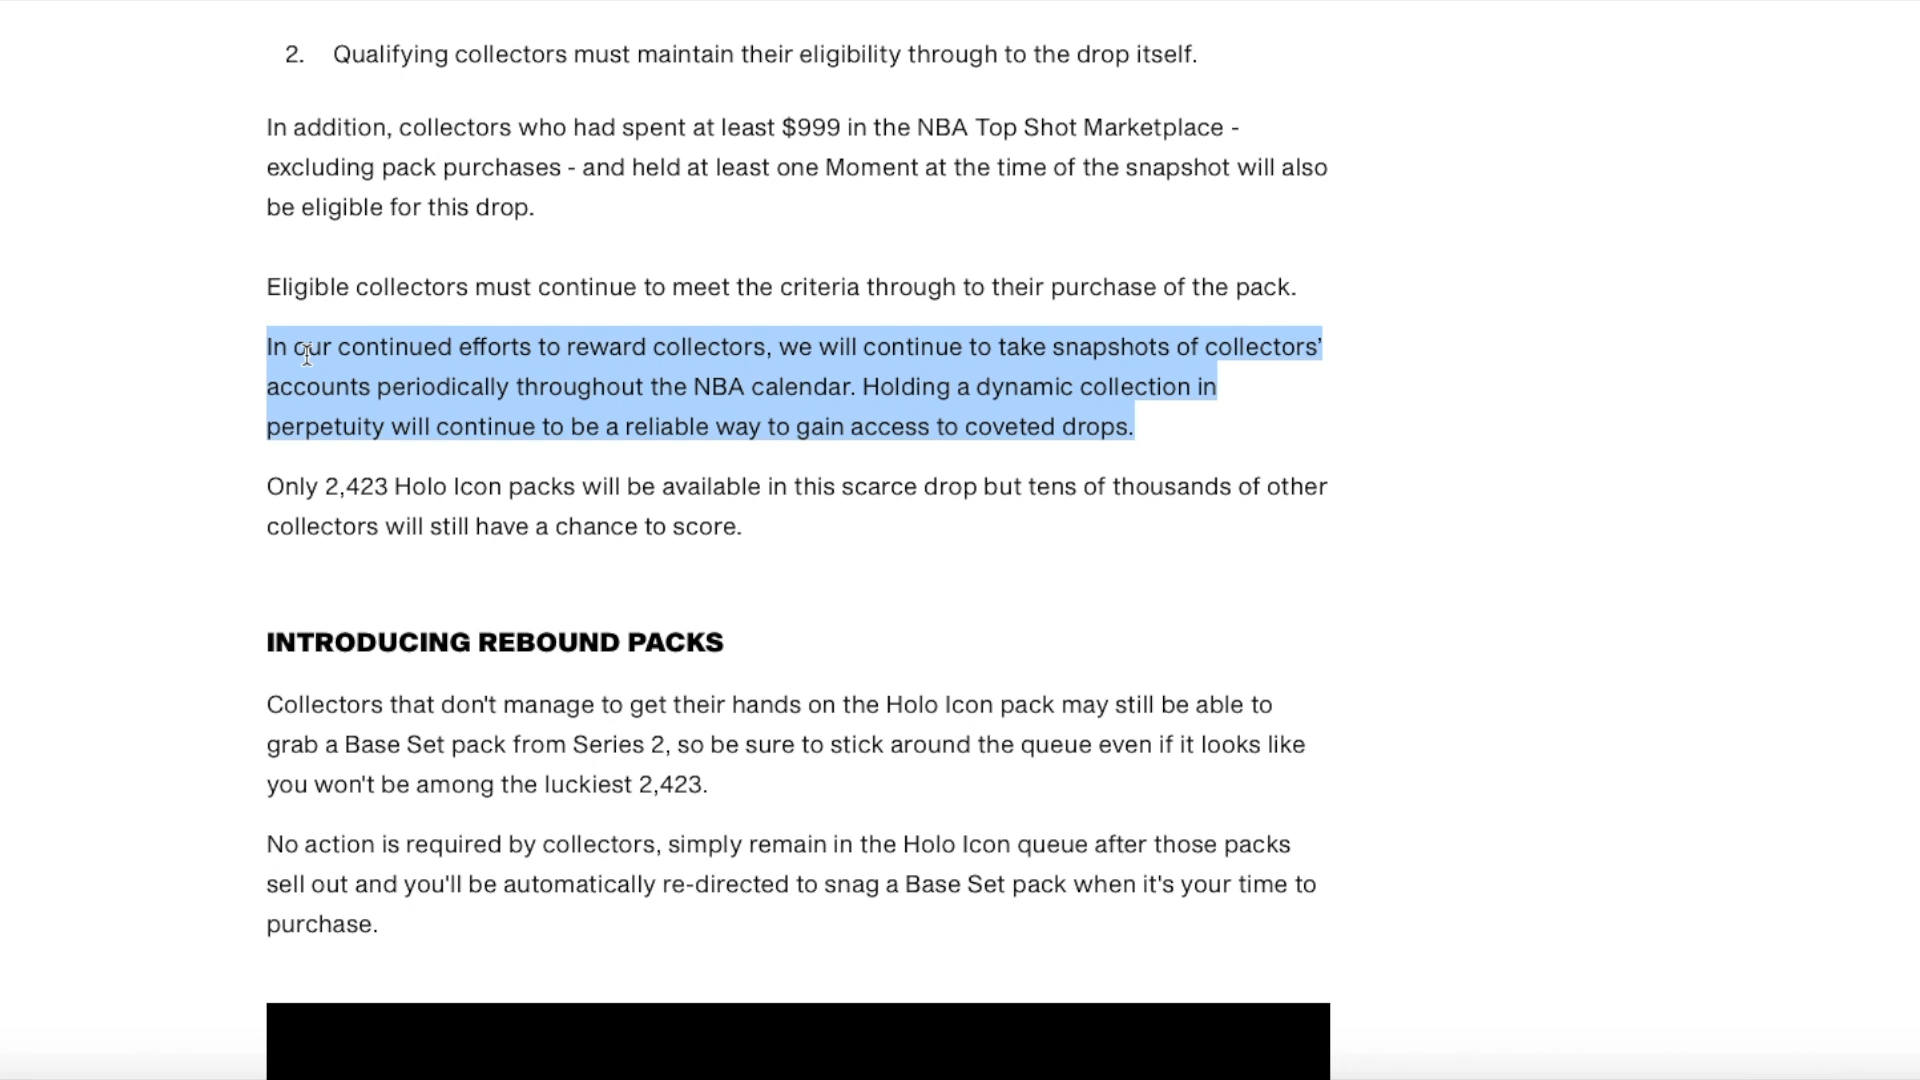 2. Qualifying collectors must maintain their eligibility through to the drop itself.
In addition, collectors who had spent at least $999 in the NBA Top Shot Marketplace -
excluding pack purchases - and held at least one Moment at the time of the snapshot will also
be eligible for this drop.
Eligible collectors must continue to meet the criteria through to their purchase of the pack.
In our continued efforts to reward collectors, we will continue to take snapshots of collectors’
accounts periodically throughout the NBA calendar. Holding a dynamic collection in
perpetuity will continue to be a reliable way to gain access to coveted drops.
Only 2,423 Holo Icon packs will be available in this scarce drop but tens of thousands of other
collectors will still have a chance to score.
INTRODUCING REBOUND PACKS
Collectors that don't manage to get their hands on the Holo Icon pack may still be able to
grab a Base Set pack from Series 2, so be sure to stick around the queue even if it looks like
you won't be among the luckiest 2,423.
No action is required by collectors, simply remain in the Holo Icon queue after those packs
sell out and you'll be automatically re-directed to snag a Base Set pack when it's your time to
purchase.